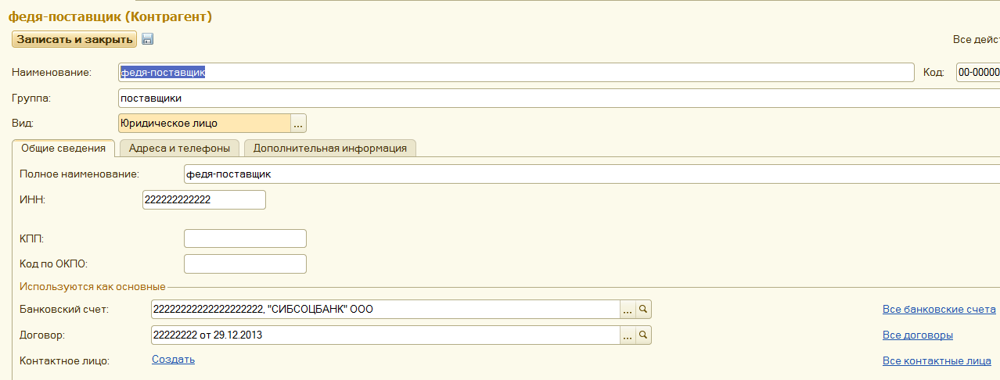 федя-поставщик (Контрагент)
Записать и закрыть
Все дейст
Наименование: федя-поставщик Код: 00-00000
Группа: поставщики
Вид: Юридическое лицо ...
Общие сведения Адреса и телефоны Дополнительная информация
Полное наименование: федя-поставщик
ИНН: 222222222222
КПП:
Код по ОКПО:
Используются как основные
Банковский счет: 22222222222222222222, "СИБСОЦБАНК" ООО ... Все банковские счета
Договор: 22222222 от 29.12.2013 ... Все договоры
Контактное лицо: Создать Все контактные лица